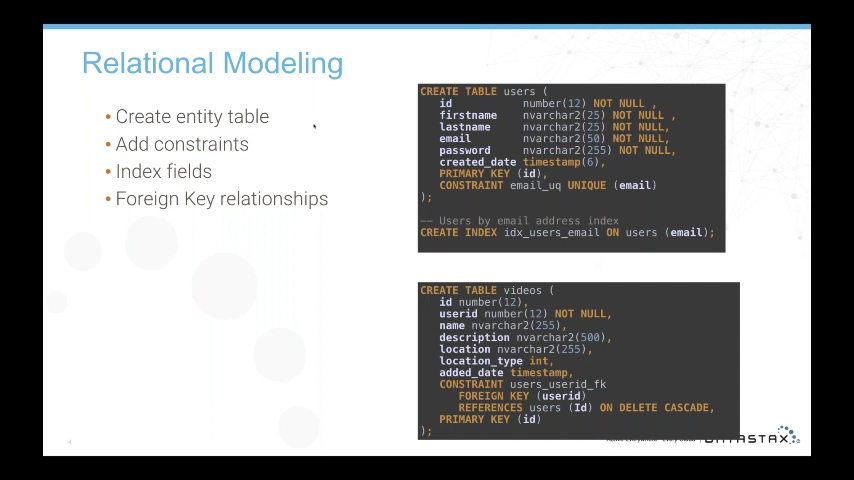 Relational Modeling
• Create entity table
• Add constraints
• Index fields
• Foreign Key relationships
CREATE TABLE users (
id number(12) NOT NULL ,
firstname nvarchar2(25) NOT NULL ,
lastname nvarchar2(25) NOT NULL,
email nvarchar2(50) NOT NULL,
password nvarchar2(255) NOT NULL,
created_date timestamp(6),
PRIMARY KEY (id),
CONSTRAINT email_uq UNIQUE (email)
);
-- Users by email address index
CREATE INDEX idx_users_email ON users (email);
CREATE TABLE videos (
id number(12),
userid number(12) NOT NULL,
name nvarchar2(255),
description nvarchar2(500),
location nvarchar2(255),
location_type int,
added_date timestamp,
CONSTRAINT users_userid_fk
FOREIGN KEY (userid)
REFERENCES users (Id) ON DELETE CASCADE,
PRIMARY KEY (id)
);
4
DATASTAX